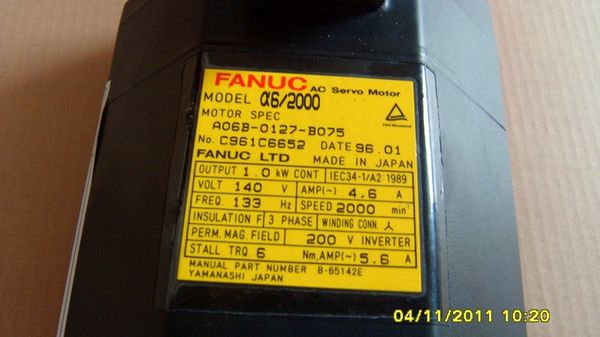 FANUC AC Servo Motor
MODEL α6/2000
MOTOR SPEC
A06B-0127-B075
No. C961C6652 DATE 96.01
FANUC LTD MADE IN JAPAN
OUTPUT 1.0 kW CONT IEC34-1/A2:1989
VOLT 140 V AMP(~) 4.6 A
FREQ. 133 Hz SPEED 2000 min⁻¹
INSULATION F 3 PHASE WINDING CONN. 人
PERM. MAG. FIELD 200 V INVERTER
STALL TRQ 6 Nm, AMP(~) 5.6 A
MANUAL PART NUMBER B-65142E
YAMANASHI JAPAN
04/11/2011 10:20